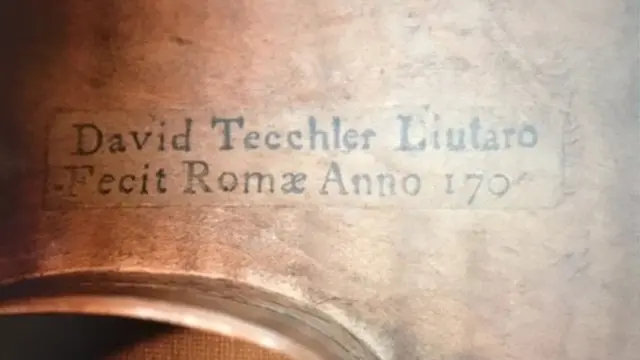 David Tecchler Liutaro
Fecit Romæ Anno